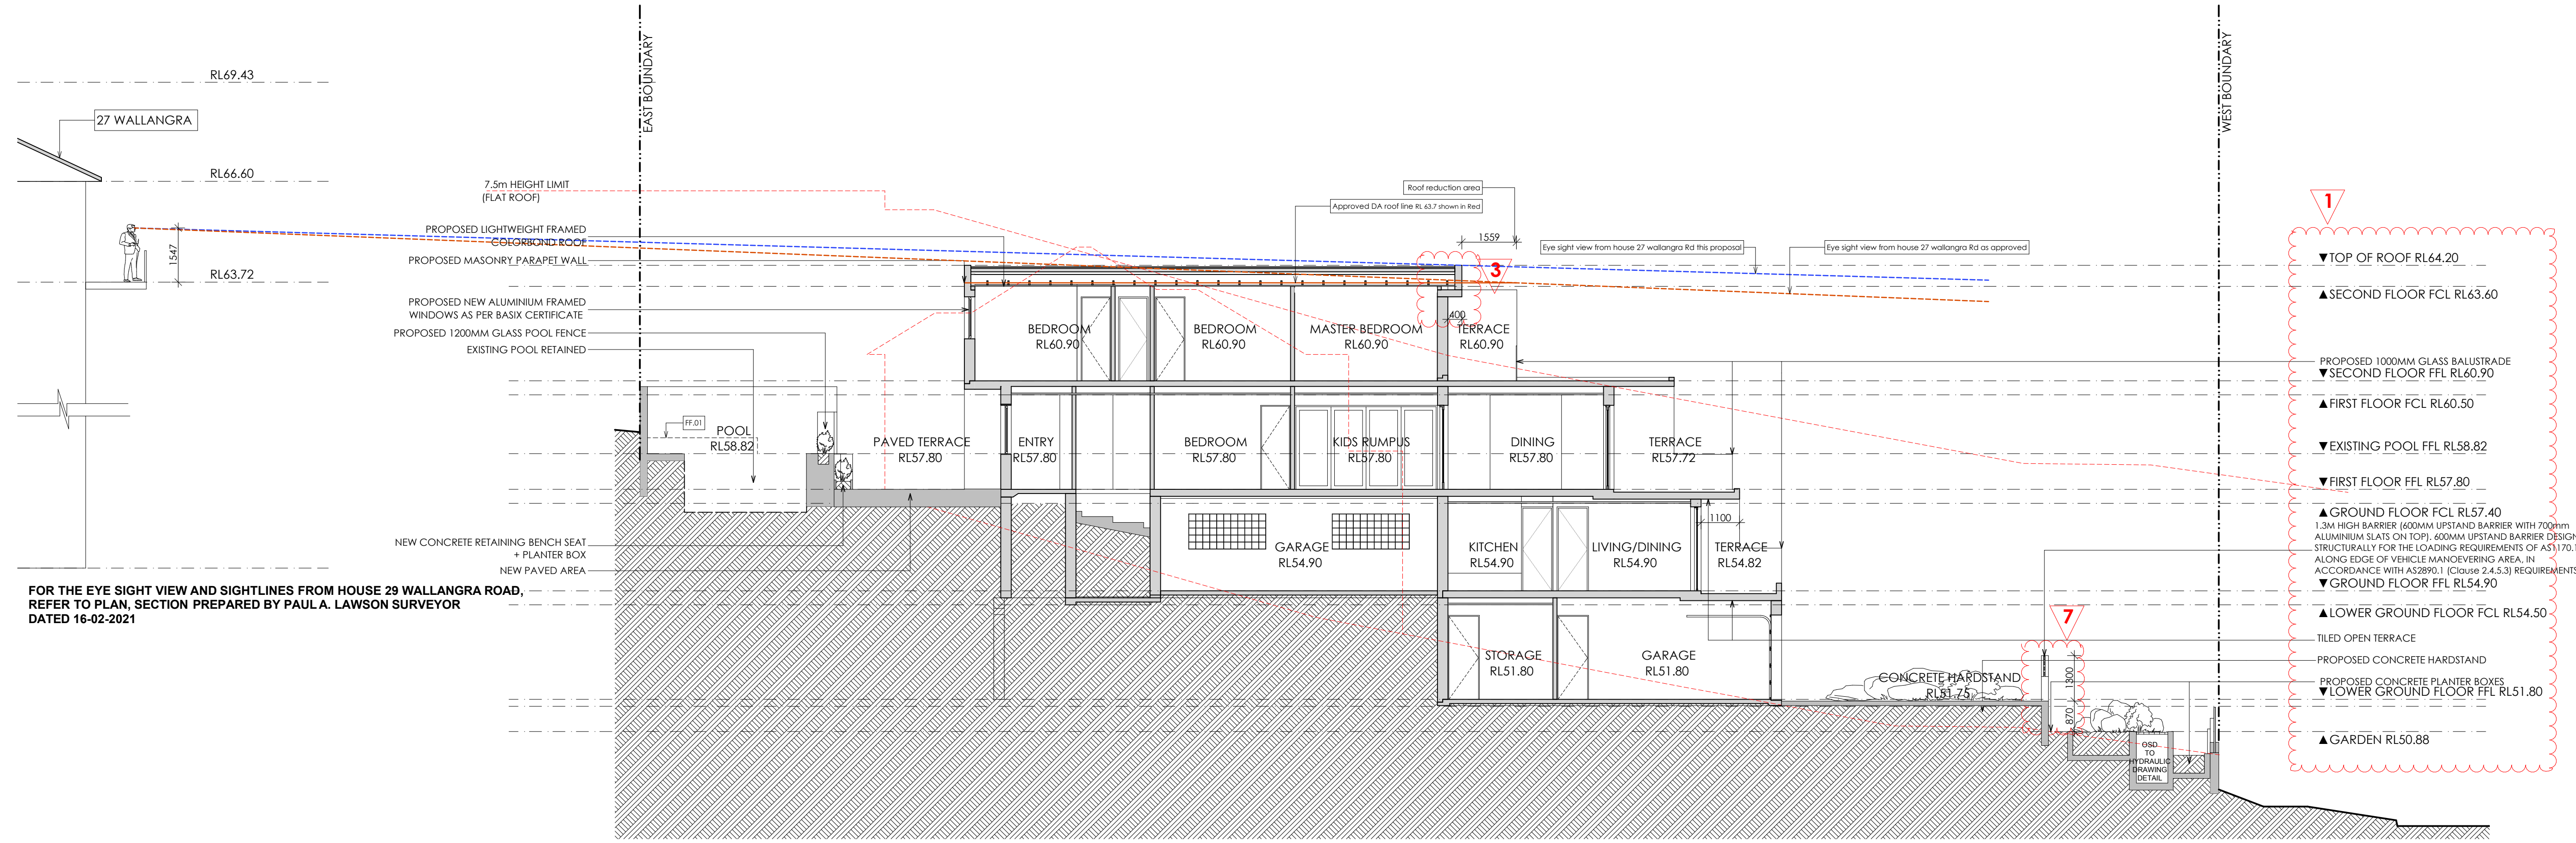 RL69.43
27 WALLANGRA
RL66.60
1547
RL63.72
EAST BOUNDARY
WEST BOUNDARY
7.5m HEIGHT LIMIT
(FLAT ROOF)
PROPOSED LIGHTWEIGHT FRAMED
COLORBOND ROOF
PROPOSED MASONRY PARAPET WALL
PROPOSED NEW ALUMINIUM FRAMED
WINDOWS AS PER BASIX CERTIFICATE
PROPOSED 1200MM GLASS POOL FENCE
EXISTING POOL RETAINED
NEW CONCRETE RETAINING BENCH SEAT
+ PLANTER BOX
NEW PAVED AREA
FOR THE EYE SIGHT VIEW AND SIGHTLINES FROM HOUSE 29 WALLANGRA ROAD,
REFER TO PLAN, SECTION PREPARED BY PAUL A. LAWSON SURVEYOR
DATED 16-02-2021
Roof reduction area
Approved DA roof line RL 63.7 shown in Red
1559
Eye sight view from house 27 wallangra Rd this proposal
Eye sight view from house 27 wallangra Rd as approved
3
400
BEDROOM
RL60.90
BEDROOM
RL60.90
MASTER BEDROOM
RL60.90
TERRACE
RL60.90
FF.01
POOL
RL58.82
PAVED TERRACE
RL57.80
ENTRY
RL57.80
BEDROOM
RL57.80
KIDS RUMPUS
RL57.80
DINING
RL57.80
TERRACE
RL57.72
1100
GARAGE
RL54.90
KITCHEN
RL54.90
LIVING/DINING
RL54.90
TERRACE
RL54.82
STORAGE
RL51.80
GARAGE
RL51.80
CONCRETE HARDSTAND
RL51.75
7
1300
870
OSD
TO
HYDRAULIC
DRAWING
DETAIL
1
▼TOP OF ROOF RL64.20
▲SECOND FLOOR FCL RL63.60
PROPOSED 1000MM GLASS BALUSTRADE
▼SECOND FLOOR FFL RL60.90
▲FIRST FLOOR FCL RL60.50
▼EXISTING POOL FFL RL58.82
▼FIRST FLOOR FFL RL57.80
▲GROUND FLOOR FCL RL57.40
1.3M HIGH BARRIER (600MM UPSTAND BARRIER WITH 700mm
ALUMINIUM SLATS ON TOP). 600MM UPSTAND BARRIER DESIGN
STRUCTURALLY FOR THE LOADING REQUIREMENTS OF AS1170.1
ALONG EDGE OF VEHICLE MANOEVERING AREA, IN
ACCORDANCE WITH AS2890.1 (Clause 2.4.5.3) REQUIREMENTS
▼GROUND FLOOR FFL RL54.90
▲LOWER GROUND FLOOR FCL RL54.50
TILED OPEN TERRACE
PROPOSED CONCRETE HARDSTAND
PROPOSED CONCRETE PLANTER BOXES
▼LOWER GROUND FLOOR FFL RL51.80
▲GARDEN RL50.88